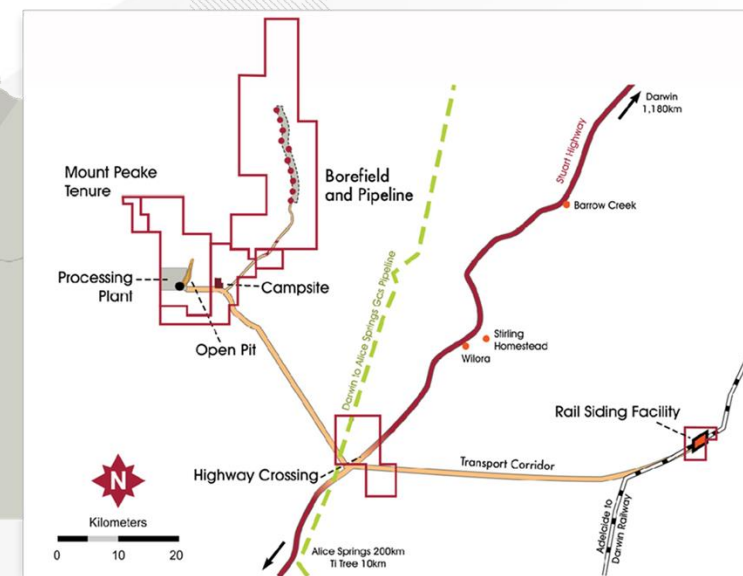 Darwin
1,180km
Stuart Highway
Mount Peake
Tenure
Borefield
and Pipeline
Barrow Creek
Processing
Plant
Campsite
Darwin to Alice Springs Gas Pipeline
Open Pit
Stirling
Homestead
Wilora
Rail Siding Facility
Highway Crossing
Transport Corridor
N
Kilometers
0 10 20
Adelaide to
Darwin Railway
Alice Springs 200km
Ti Tree 10km